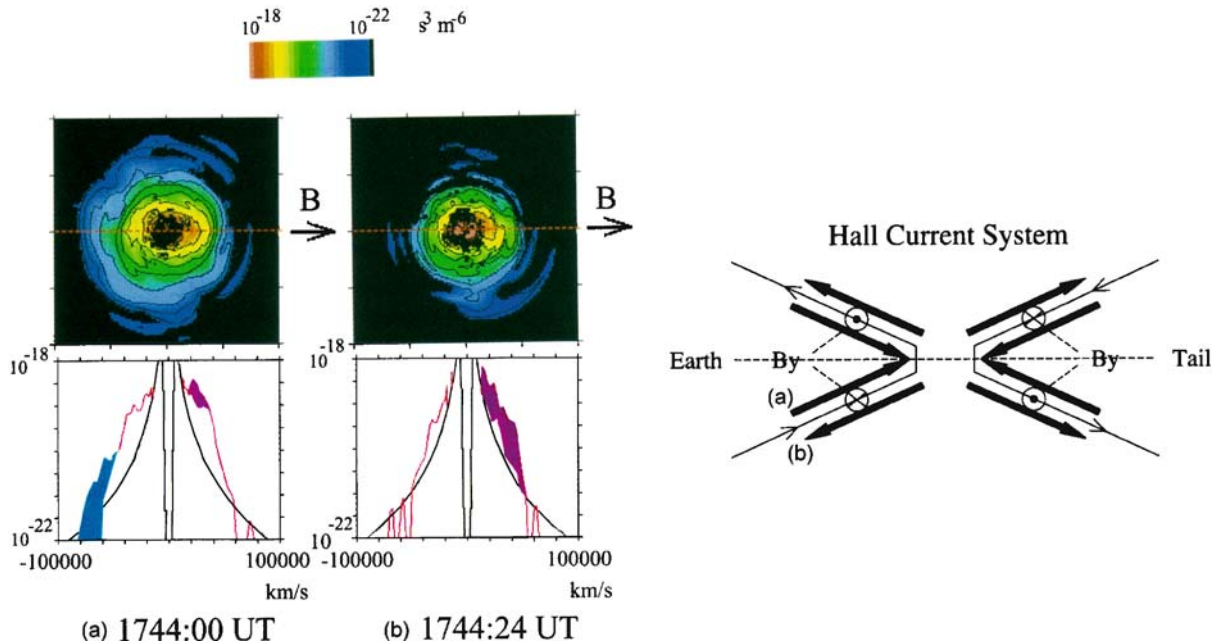 10-18 10-22 s3 m-6
B
B
10-18
10-22
-100000 100000
km/s
(a) 1744:00 UT
10-18
10-22
-100000 100000
km/s
(b) 1744:24 UT
Hall Current System
Earth By By Tail
(a)
(b)